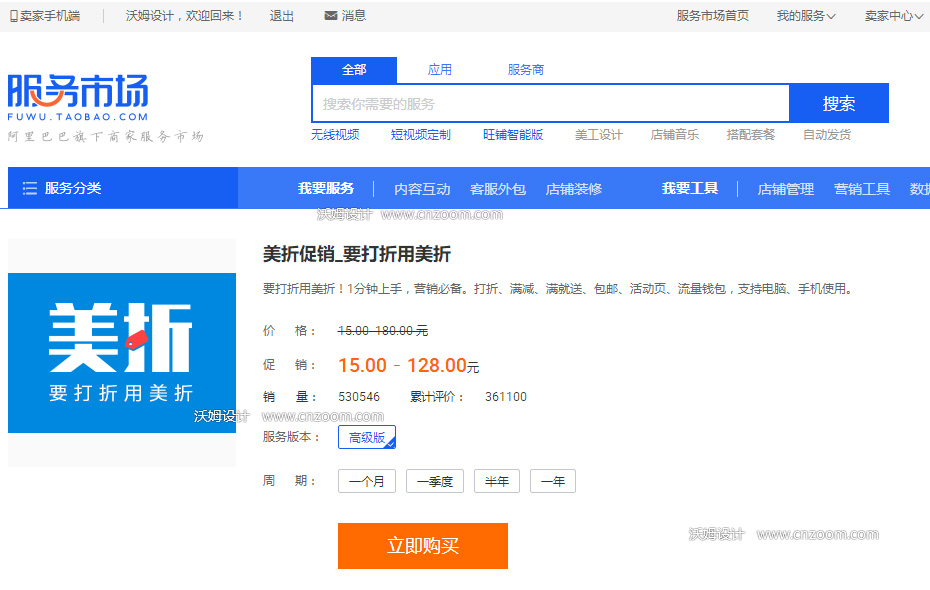 卖家手机端 沃姆设计，欢迎回来！ 退出 消息 服务市场首页 我的服务 卖家中心
全部 应用 服务商
服务市场
FUWU.TAOBAO.COM
阿里巴巴旗下商家服务市场
搜索你需要的服务 搜索
无线视频 短视频定制 旺铺智能版 美工设计 店铺音乐 搭配套餐 自动发货
服务分类 我要服务 内容互动 客服外包 店铺装修 我要工具 店铺管理 营销工具 数据
沃姆设计 www.cnzoom.com
美折促销_要打折用美折
要打折用美折！1分钟上手，营销必备。打折、满减、满就送、包邮、活动页、流量钱包，支持电脑、手机使用。
美折
要打折用美折
价 格： 15.00-180.00 元
促 销： 15.00 - 128.00元
销 量： 530546 累计评价： 361100
沃姆设计 www.cnzoom.com
服务版本： 高级版
周 期： 一个月 一季度 半年 一年
立即购买
沃姆设计 www.cnzoom.com